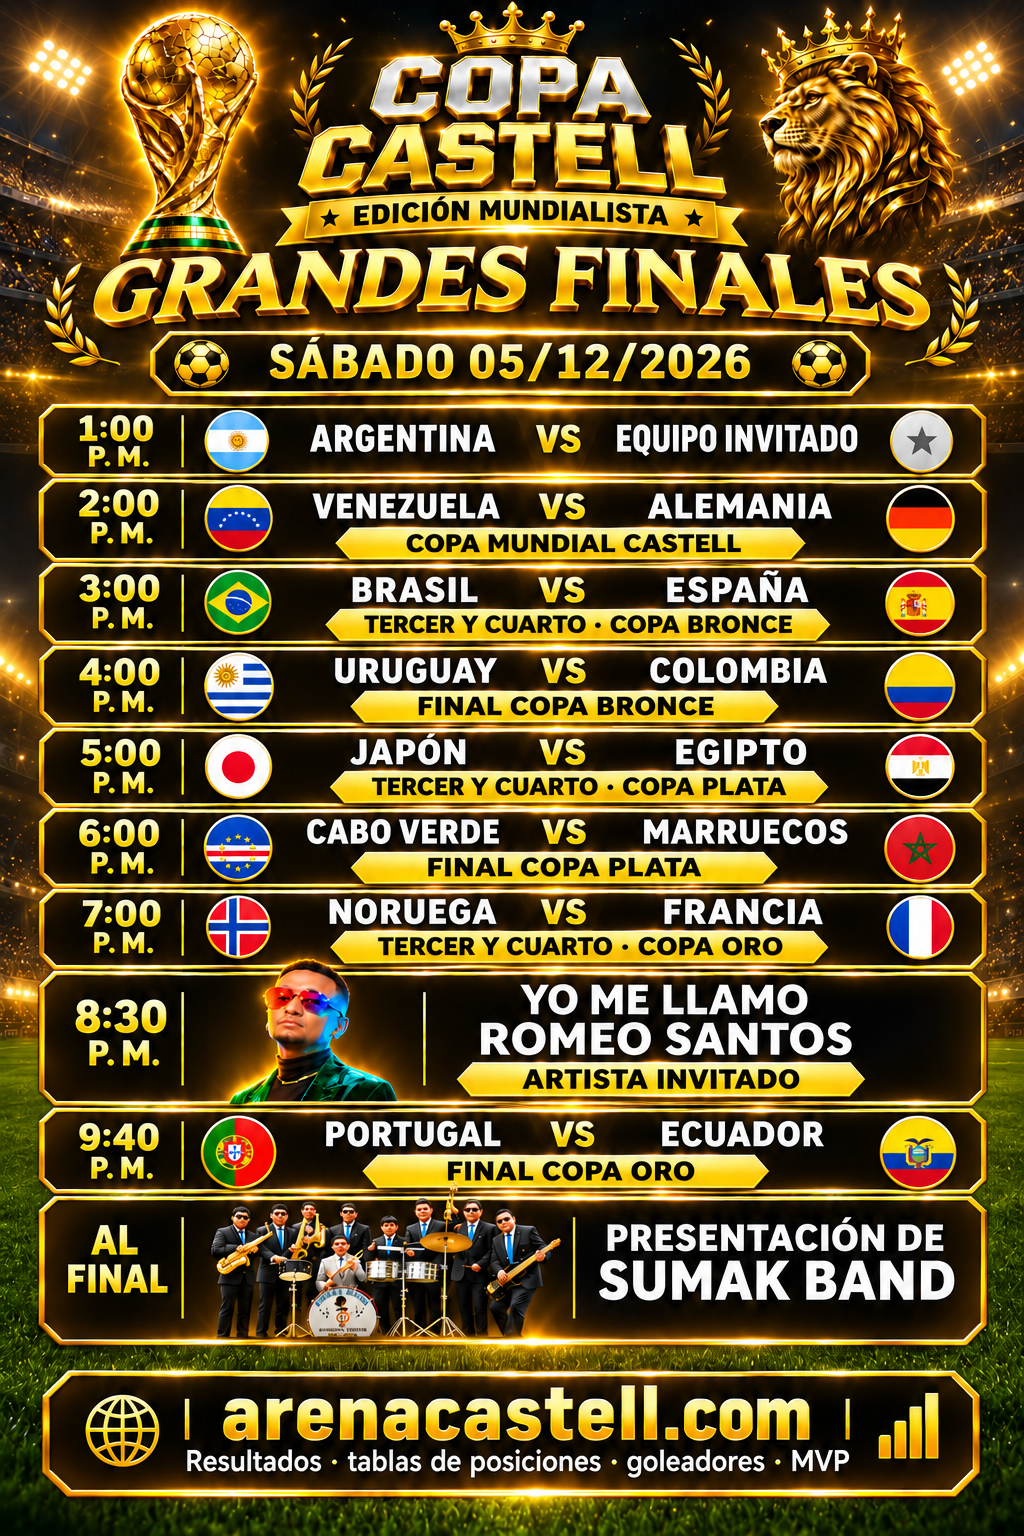 COPA
CASTELL
★ EDICIÓN MUNDIALISTA ★
GRANDES FINALES
SÁBADO 05/12/2026
1:00 P. M.
ARGENTINA VS EQUIPO INVITADO
2:00 P. M.
VENEZUELA VS ALEMANIA
COPA MUNDIAL CASTELL
3:00 P. M.
BRASIL VS ESPAÑA
TERCER Y CUARTO · COPA BRONCE
4:00 P. M.
URUGUAY VS COLOMBIA
FINAL COPA BRONCE
5:00 P. M.
JAPÓN VS EGIPTO
TERCER Y CUARTO · COPA PLATA
6:00 P. M.
CABO VERDE VS MARRUECOS
FINAL COPA PLATA
7:00 P. M.
NORUEGA VS FRANCIA
TERCER Y CUARTO · COPA ORO
8:30 P. M.
YO ME LLAMO
ROMEO SANTOS
ARTISTA INVITADO
9:40 P. M.
PORTUGAL VS ECUADOR
FINAL COPA ORO
AL FINAL
PRESENTACIÓN DE
SUMAK BAND
arenacastell.com
Resultados · tablas de posiciones · goleadores · MVP